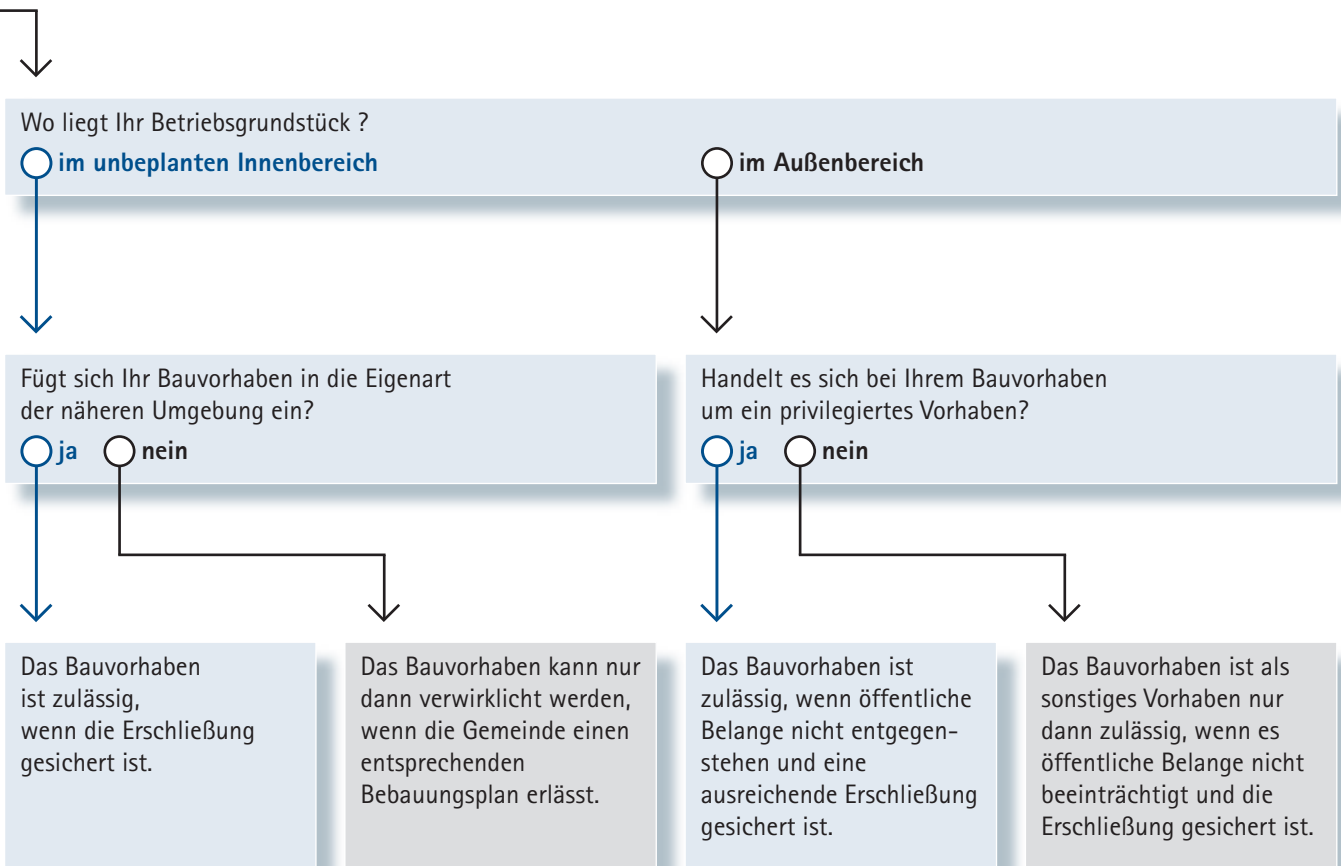 Wo liegt Ihr Betriebsgrundstück ?
im unbeplanten Innenbereich
im Außenbereich
Fügt sich Ihr Bauvorhaben in die Eigenart
der näheren Umgebung ein?
ja nein
Handelt es sich bei Ihrem Bauvorhaben
um ein privilegiertes Vorhaben?
ja nein
Das Bauvorhaben
ist zulässig,
wenn die Erschließung
gesichert ist.
Das Bauvorhaben kann nur
dann verwirklicht werden,
wenn die Gemeinde einen
entsprechenden
Bebauungsplan erlässt.
Das Bauvorhaben ist
zulässig, wenn öffentliche
Belange nicht entgegen-
stehen und eine
ausreichende Erschließung
gesichert ist.
Das Bauvorhaben ist als
sonstiges Vorhaben nur
dann zulässig, wenn es
öffentliche Belange nicht
beeinträchtigt und die
Erschließung gesichert ist.